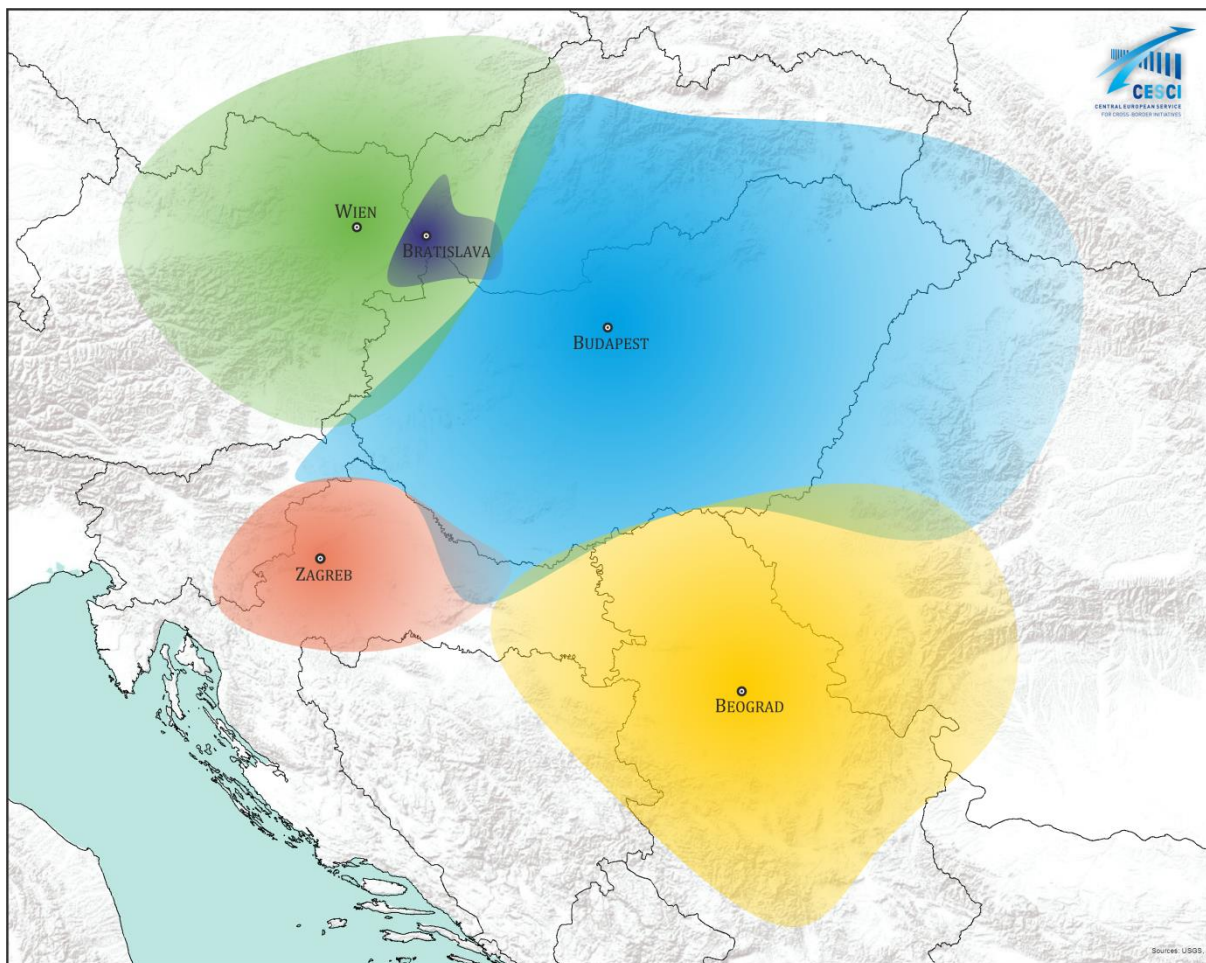 CESCI
CENTRAL EUROPEAN SERVICE
FOR CROSS-BORDER INITIATIVES
WIEN
BRATISLAVA
BUDAPEST
ZAGREB
BEOGRAD
Sources: USGS,